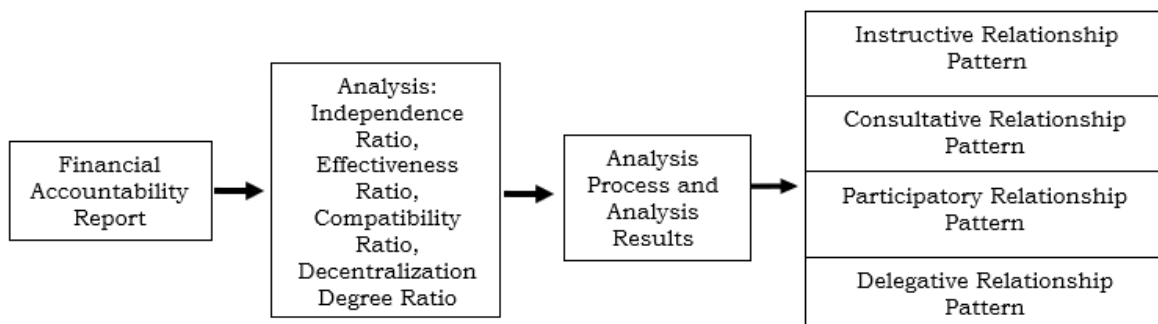 Financial
Accountability
Report
Analysis:
Independence
Ratio,
Effectiveness
Ratio,
Compatibility
Ratio,
Decentralization
Degree Ratio
Analysis
Process and
Analysis
Results
Instructive Relationship
Pattern
Consultative Relationship
Pattern
Participatory Relationship
Pattern
Delegative Relationship
Pattern